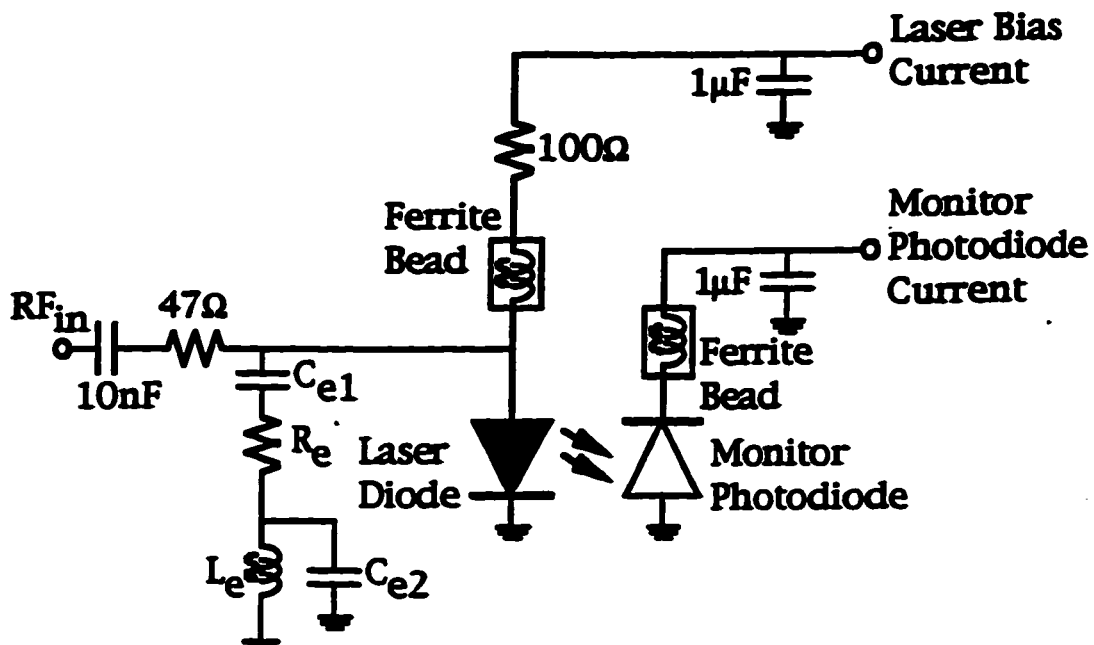 Laser Bias
Current
1μF
100Ω
Monitor
Photodiode
Current
Ferrite
Bead
1μF
RFin
47Ω
10nF
Ferrite
Bead
Ce1
Re
Laser
Diode
Monitor
Photodiode
Le
Ce2